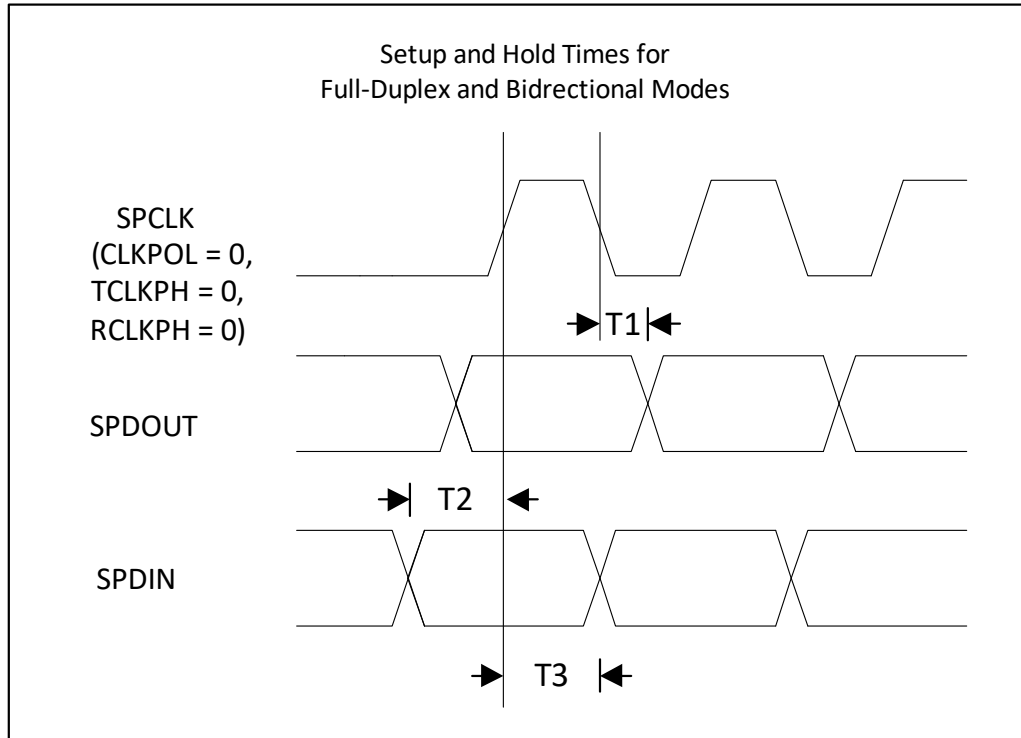 Setup and Hold Times for
Full-Duplex and Bidrectional Modes
SPCLK
(CLKPOL = 0,
TCLKPH = 0,
RCLKPH = 0)
T1
SPDOUT
T2
SPDIN
T3